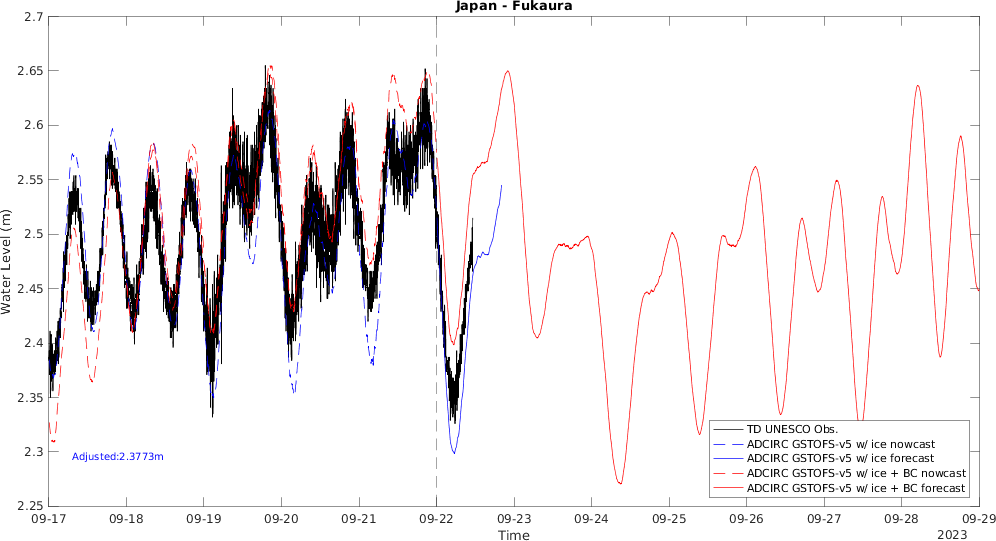 Japan - Fukaura
2.7
2.65
2.6
2.55
2.5
2.45
2.4
2.35
2.3
2.25
Water Level (m)
Adjusted:2.3773m
TD UNESCO Obs.
ADCIRC GSTOFS-v5 w/ ice nowcast
ADCIRC GSTOFS-v5 w/ ice forecast
ADCIRC GSTOFS-v5 w/ ice + BC nowcast
ADCIRC GSTOFS-v5 w/ ice + BC forecast
09-17 09-18 09-19 09-20 09-21 09-22 09-23 09-24 09-25 09-26 09-27 09-28 09-29
Time
2023